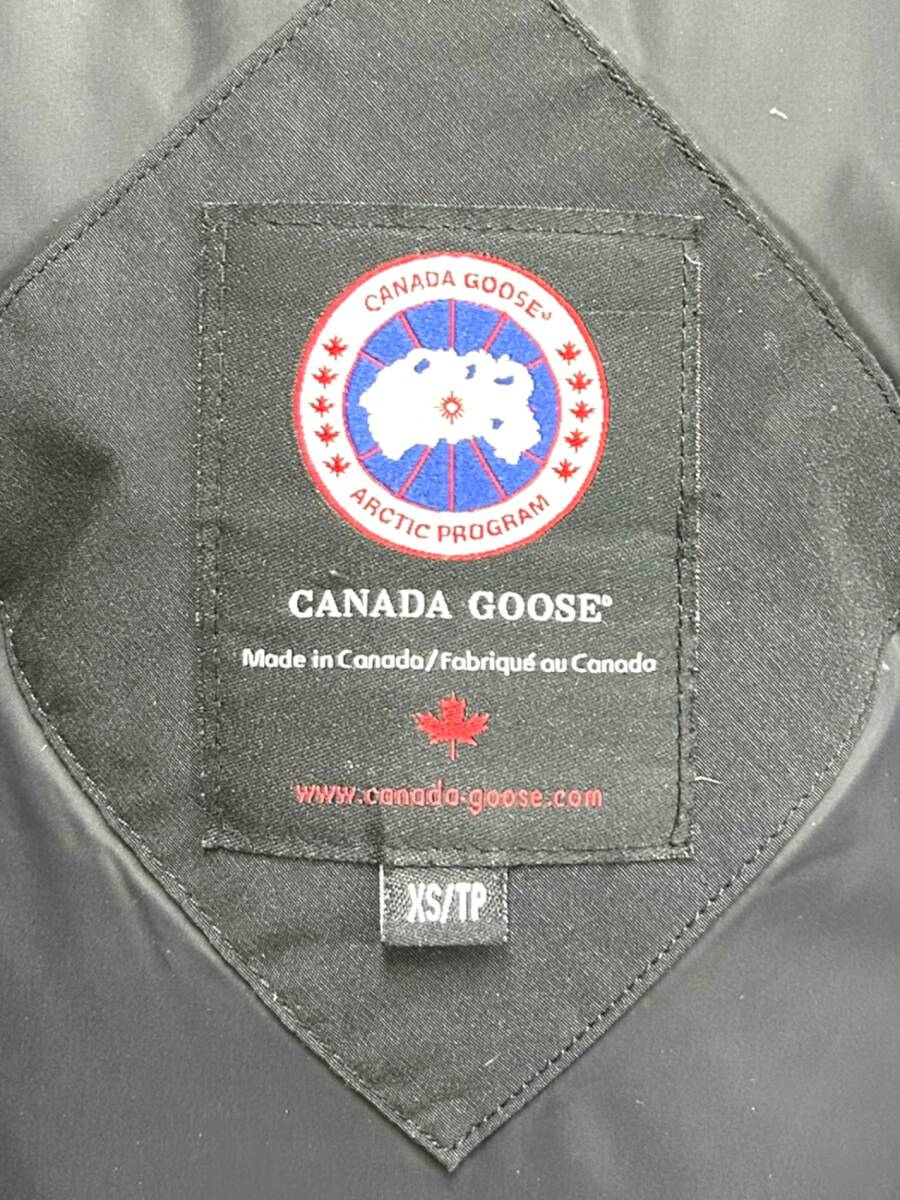 CANADA GOOSE®
ARCTIC PROGRAM
CANADA GOOSE®
Made in Canada/Fabriqué au Canada
www.canada-goose.com
XS/TP